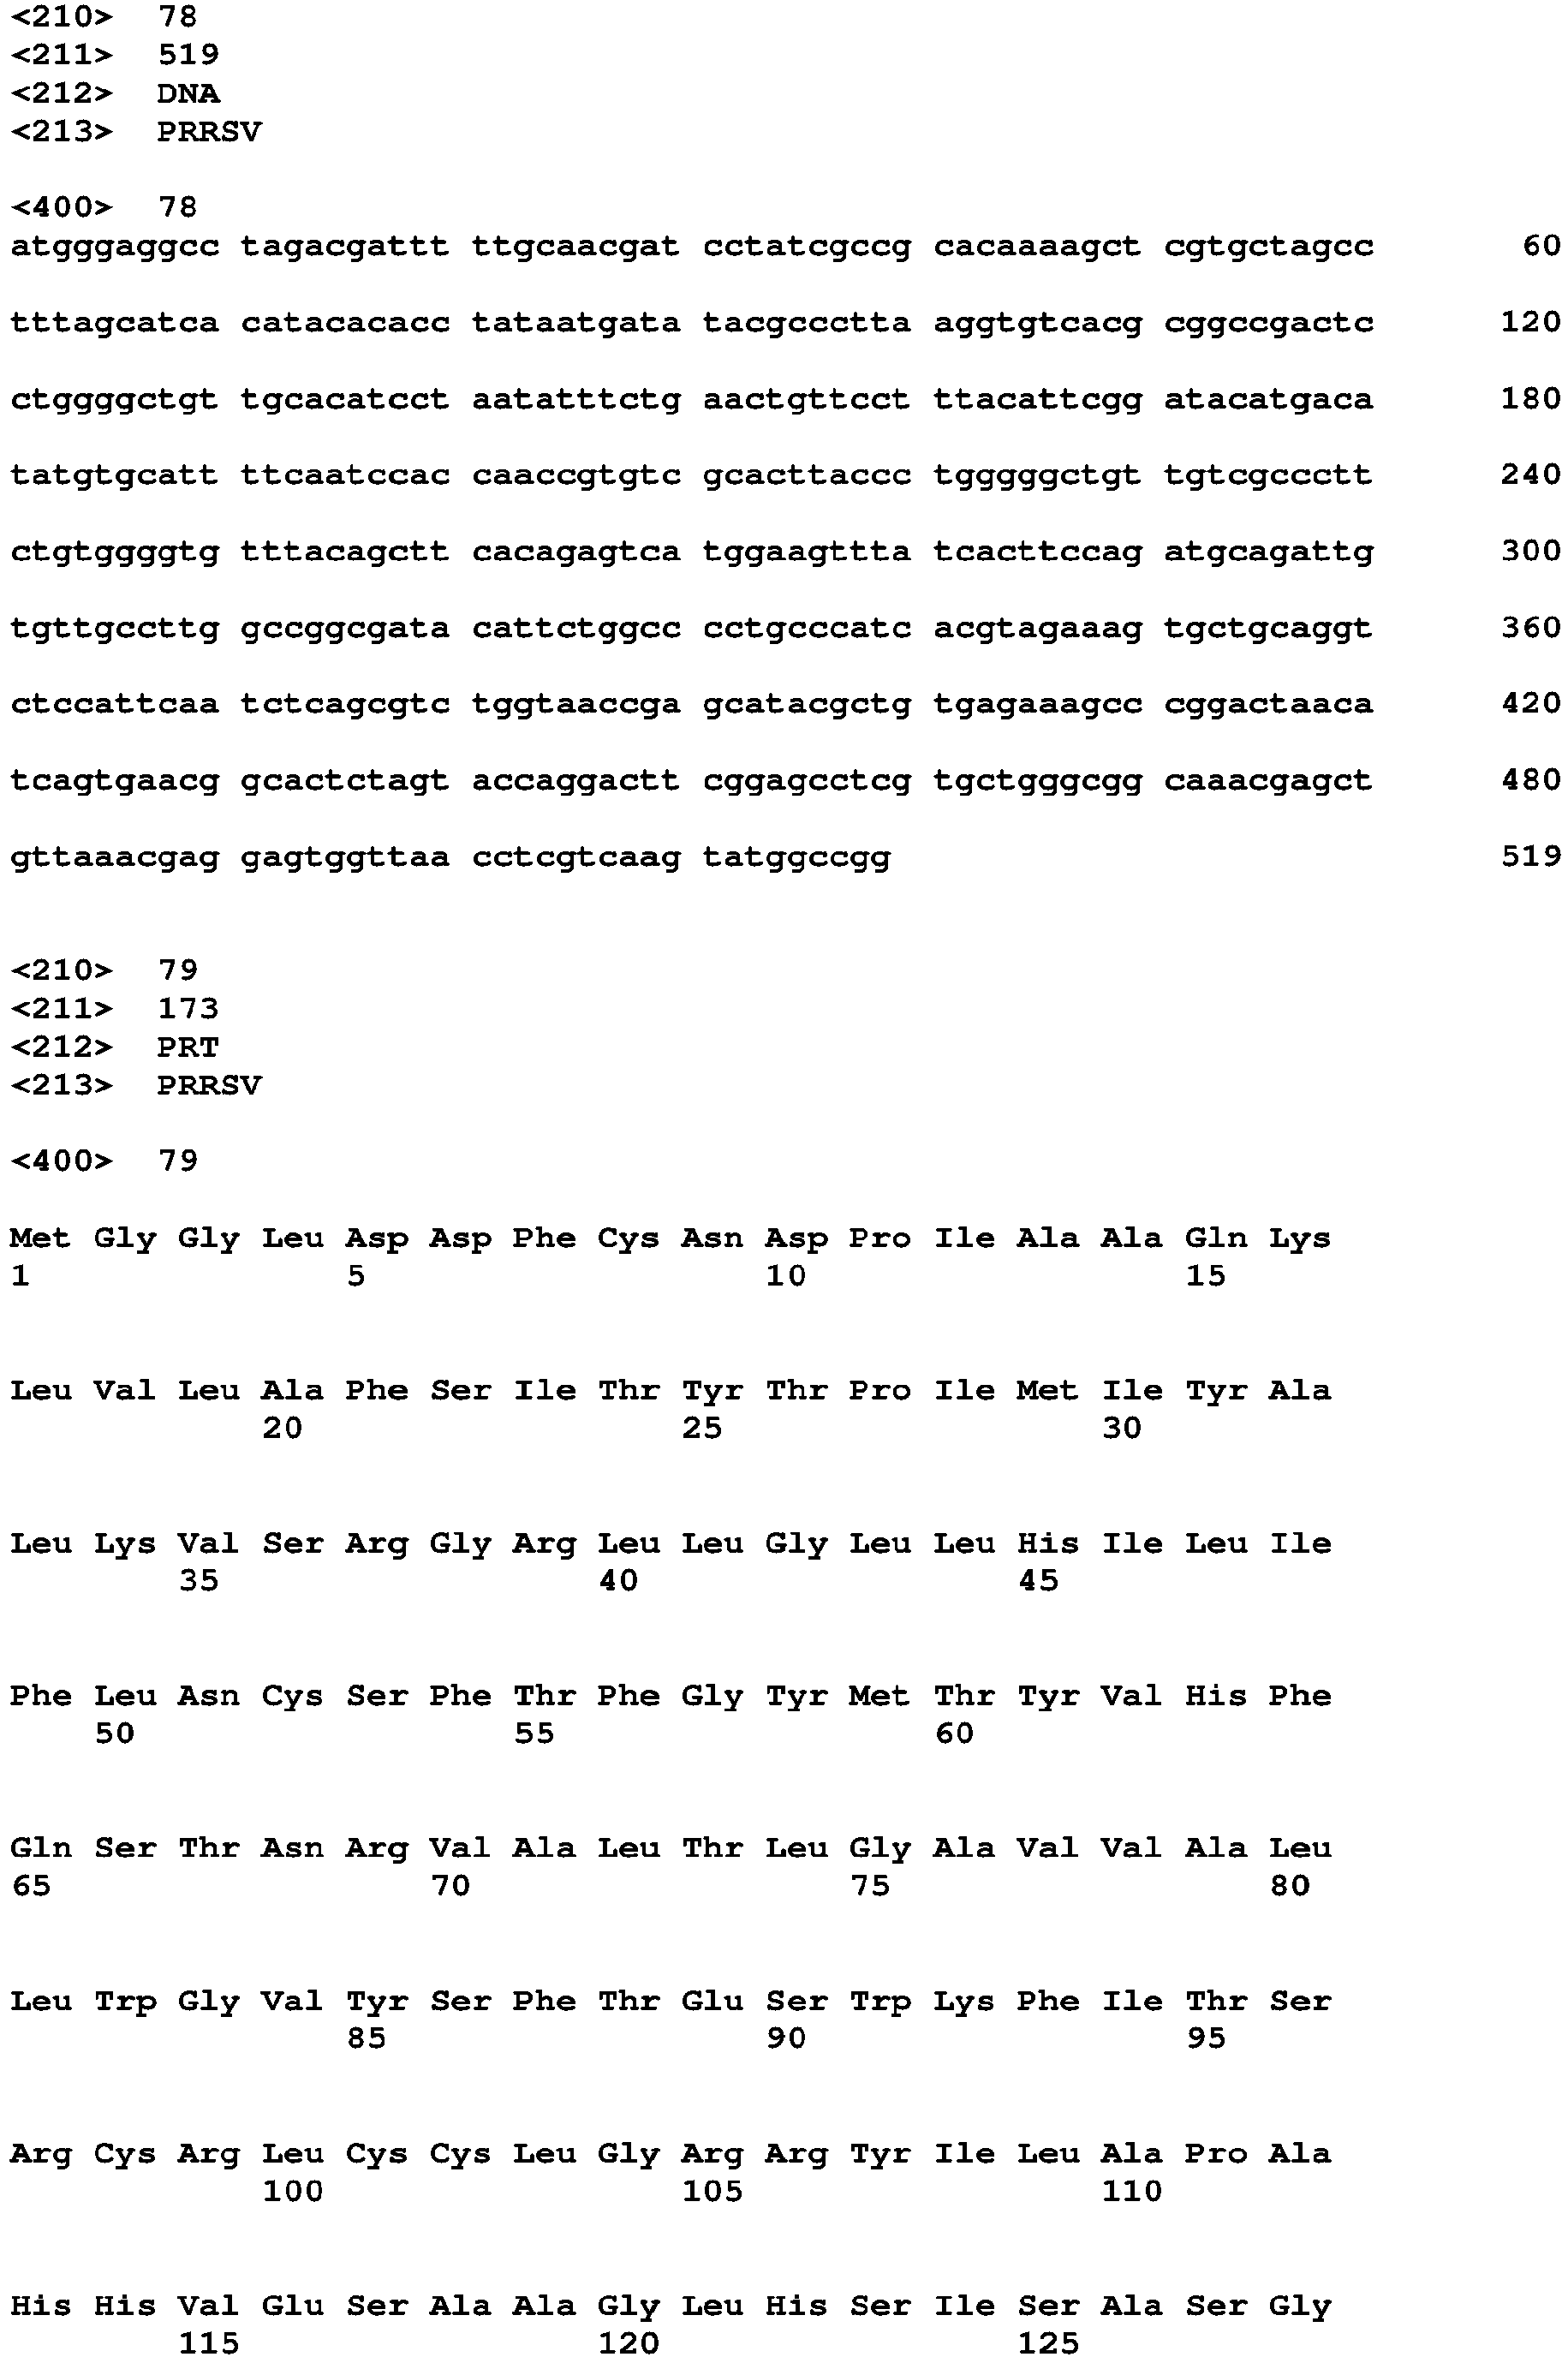 <210> 78
<211> 519
<212> DNA
<213> PRRSV
<400> 78
atgggaggcc tagacgattt ttgcaacgat cctatcgccg cacaaaagct cgtgctagcc 60
tttagcatca catacacacc tataatgata tacgccctta aggtgtcacg cggccgactc 120
ctggggctgt tgcacatcct aatatttctg aactgttcct ttacattcgg atacatgaca 180
tatgtgcatt ttcaatccac caaccgtgtc gcacttaccc tgggggctgt tgtcgccctt 240
ctgtggggtg tttacagctt cacagagtca tggaagttta tcacttccag atgcagattg 300
tgttgccttg gccggcgata cattctggcc cctgcccatc acgtagaaag tgctgcaggt 360
ctccattcaa tctcagcgtc tggtaaccga gcatacgctg tgagaaagcc cggactaaca 420
tcagtgaacg gcactctagt accaggactt cggagcctcg tgctgggcgg caaacgagct 480
gttaaacgag gagtggttaa cctcgtcaag tatggccgg 519
<210> 79
<211> 173
<212> PRT
<213> PRRSV
<400> 79
Met Gly Gly Leu Asp Asp Phe Cys Asn Asp Pro Ile Ala Ala Gln Lys
1 5 10 15
Leu Val Leu Ala Phe Ser Ile Thr Tyr Thr Pro Ile Met Ile Tyr Ala
20 25 30
Leu Lys Val Ser Arg Gly Arg Leu Leu Gly Leu Leu His Ile Leu Ile
35 40 45
Phe Leu Asn Cys Ser Phe Thr Phe Gly Tyr Met Thr Tyr Val His Phe
50 55 60
Gln Ser Thr Asn Arg Val Ala Leu Thr Leu Gly Ala Val Val Ala Leu
65 70 75 80
Leu Trp Gly Val Tyr Ser Phe Thr Glu Ser Trp Lys Phe Ile Thr Ser
85 90 95
Arg Cys Arg Leu Cys Cys Leu Gly Arg Arg Tyr Ile Leu Ala Pro Ala
100 105 110
His His Val Glu Ser Ala Ala Gly Leu His Ser Ile Ser Ala Ser Gly
115 120 125